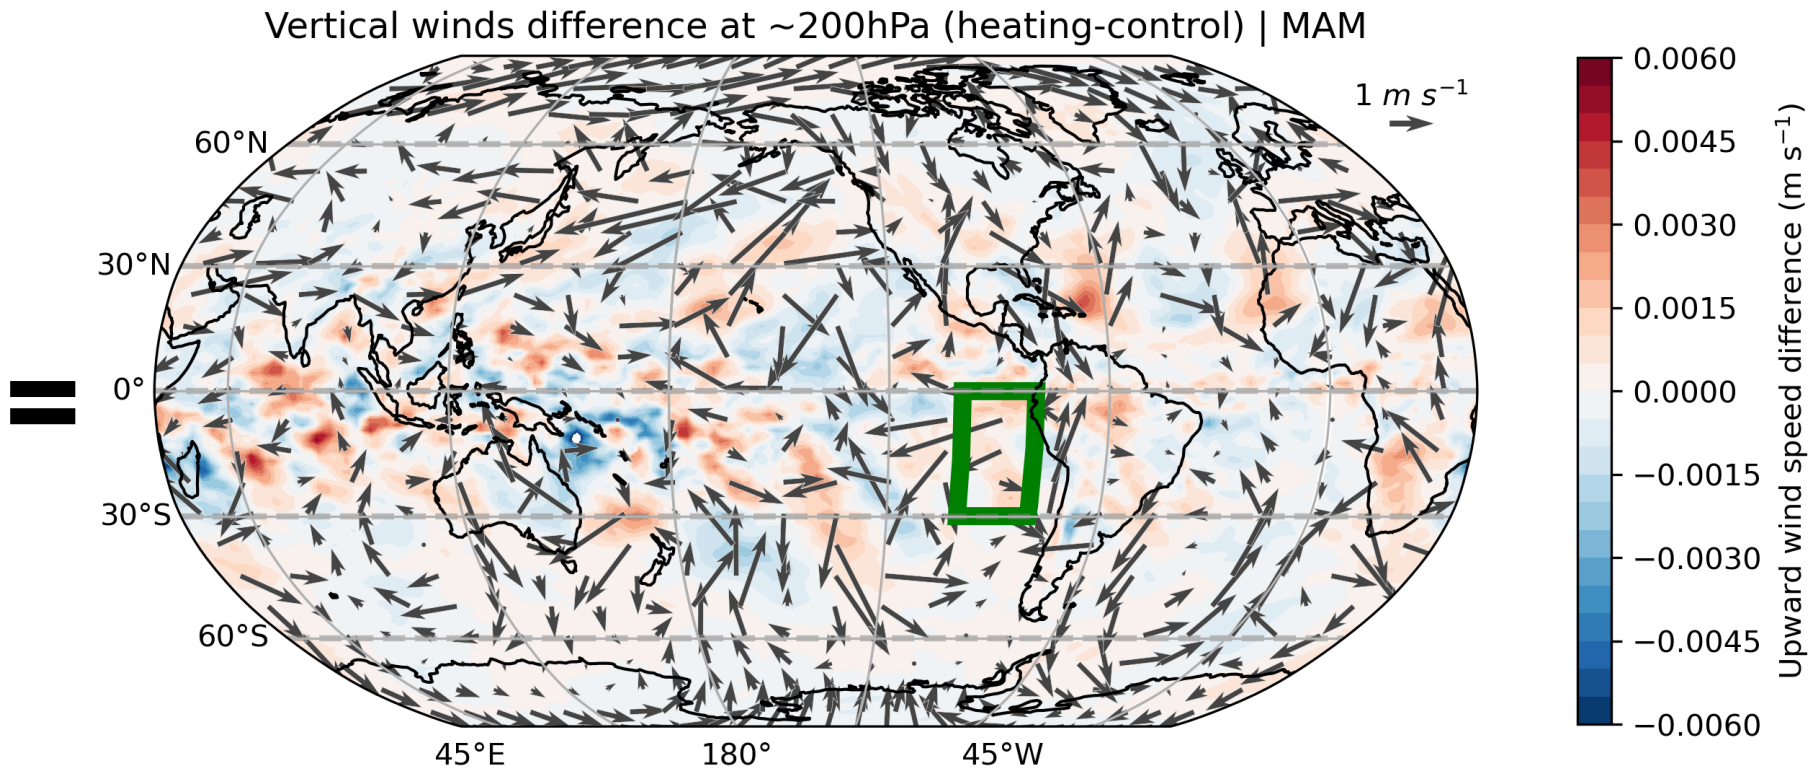 Vertical winds difference at ~200hPa (heating-control) | MAM
1 m s⁻¹
60°N
30°N
0°
30°S
60°S
45°E 180° 45°W
0.0060
0.0045
0.0030
0.0015
0.0000
−0.0015
−0.0030
−0.0045
−0.0060
Upward wind speed difference (m s⁻¹)